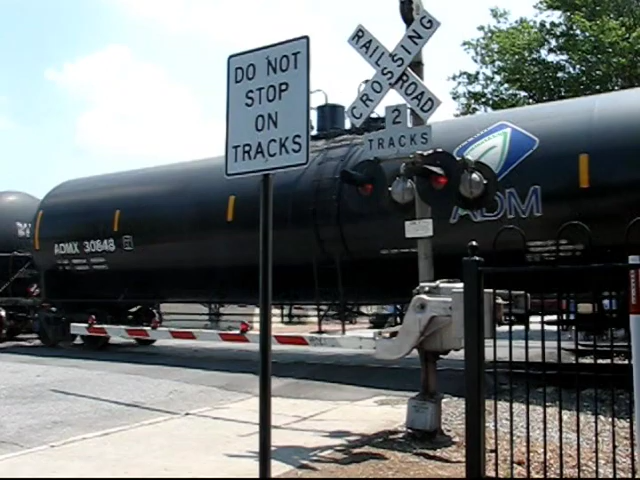 DO NOT
STOP
ON
TRACKS
RAIL ROAD
CROSSING
2
TRACKS
ADM
ADMX 30848